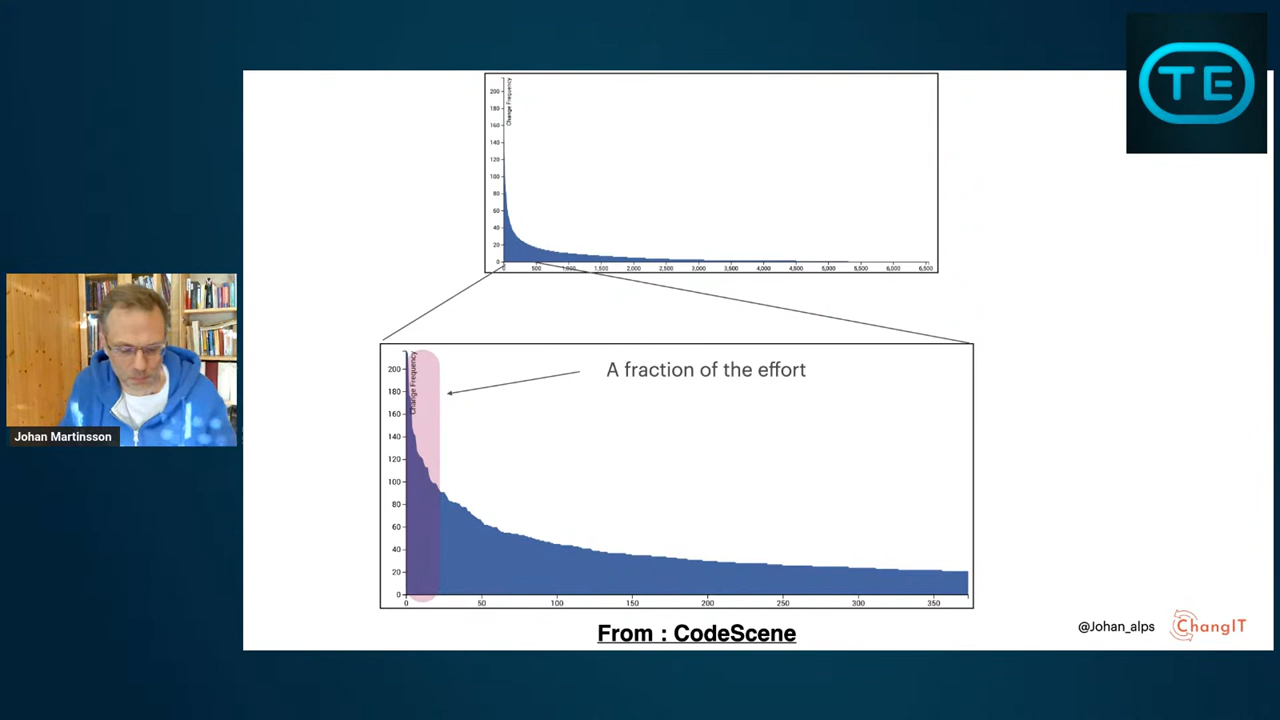 TE
Change Frequency
200
180
160
140
120
100
80
60
40
20
0
0 500 1,000 1,500 2,000 2,500 3,000 3,500 4,000 4,500 5,000 5,500 6,000 6,500
Change Frequency
A fraction of the effort
200
180
160
140
120
100
80
60
40
20
0
0 50 100 150 200 250 300 350
Johan Martinsson
From : CodeScene
@Johan_alps
ChangIT